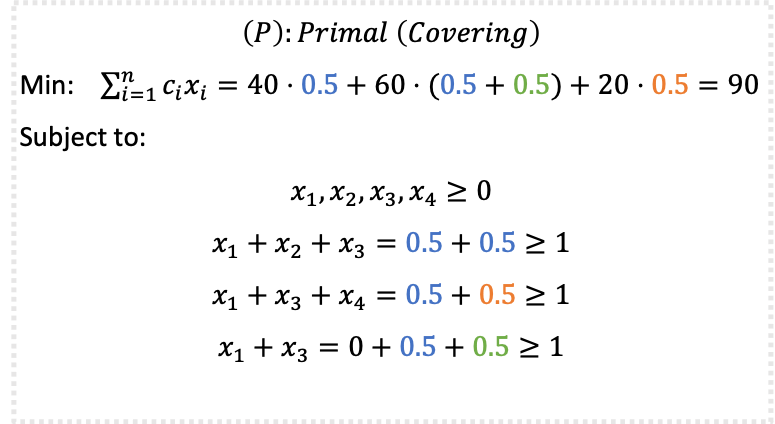 (P): Primal (Covering)
Min: ∑ⁿᵢ₌₁ cᵢxᵢ = 40 · 0.5 + 60 · (0.5 + 0.5) + 20 · 0.5 = 90
Subject to:
x₁, x₂, x₃, x₄ ≥ 0
x₁ + x₂ + x₃ = 0.5 + 0.5 ≥ 1
x₁ + x₃ + x₄ = 0.5 + 0.5 ≥ 1
x₁ + x₃ = 0 + 0.5 + 0.5 ≥ 1